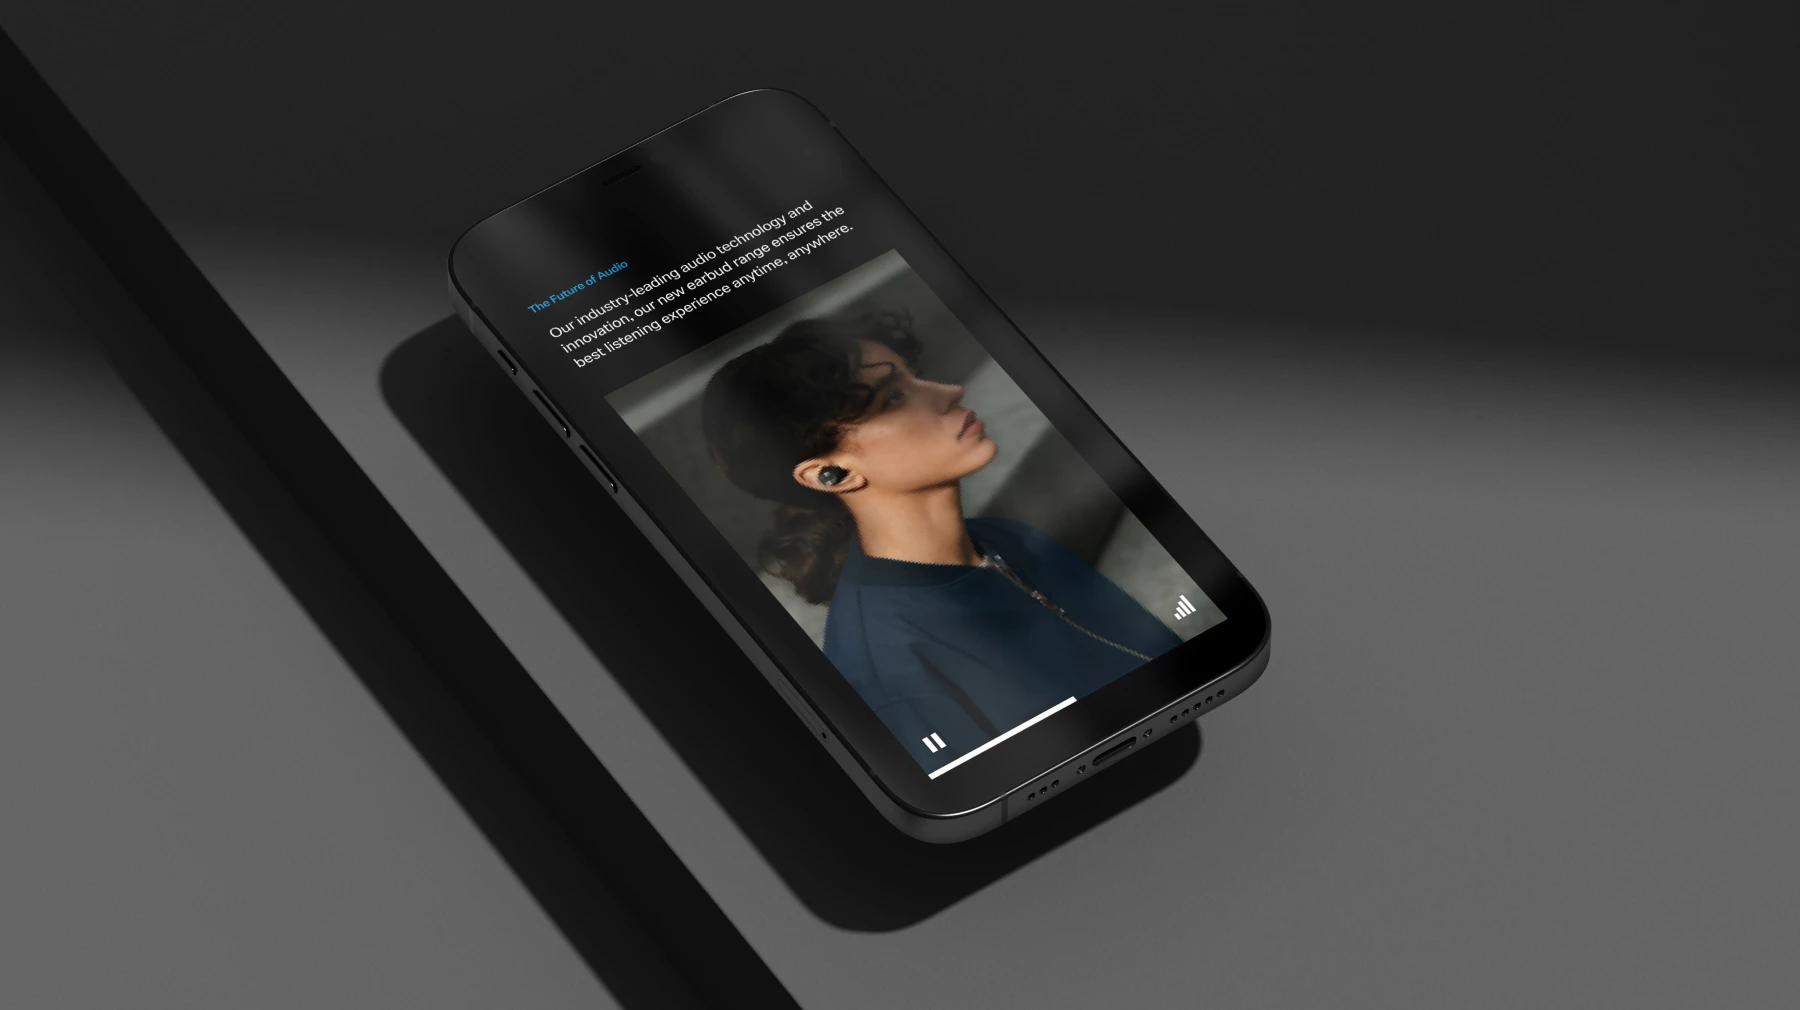 The Future of Audio
Our industry-leading audio technology and
innovation, our new earbud range ensures the
best listening experience anytime, anywhere.